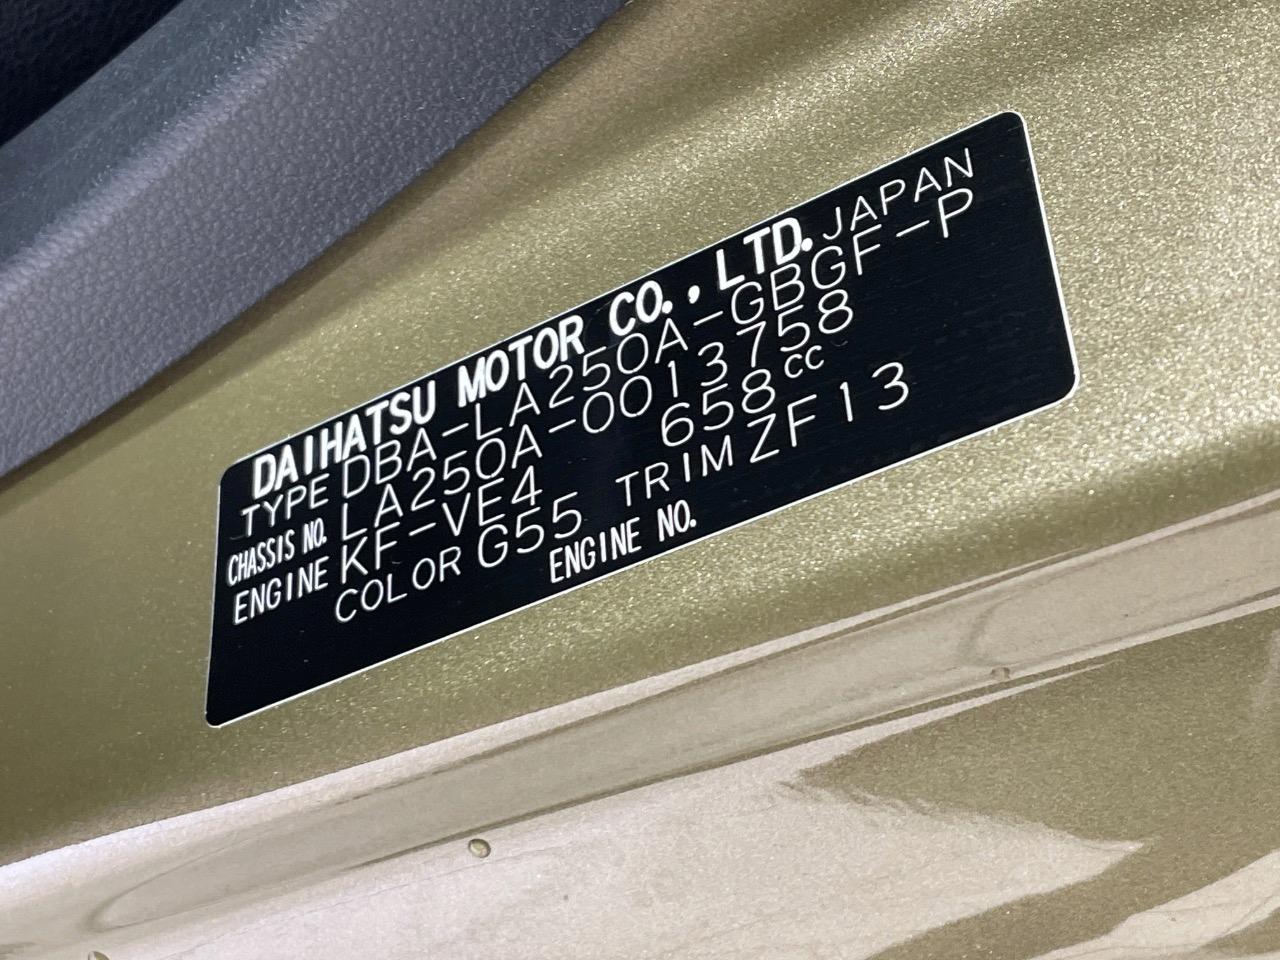 DAIHATSU MOTOR CO., LTD. JAPAN
TYPE DBA-LA250A-GBGF-P
CHASSIS NO. LA250A-0013758
ENGINE KF-VE4 658cc
COLOR G55 TRIM ZF13
ENGINE NO.